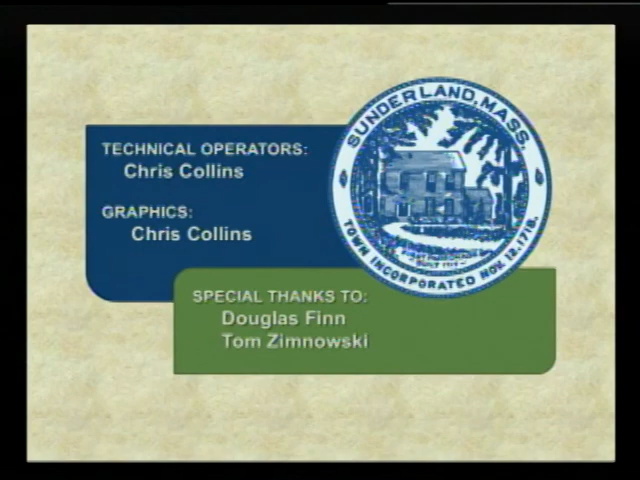 TECHNICAL OPERATORS:
Chris Collins
GRAPHICS:
Chris Collins
SPECIAL THANKS TO:
Douglas Finn
Tom Zimnowski
SUNDERLAND, MASS.
TOWN INCORPORATED NOV. 12, 1718.